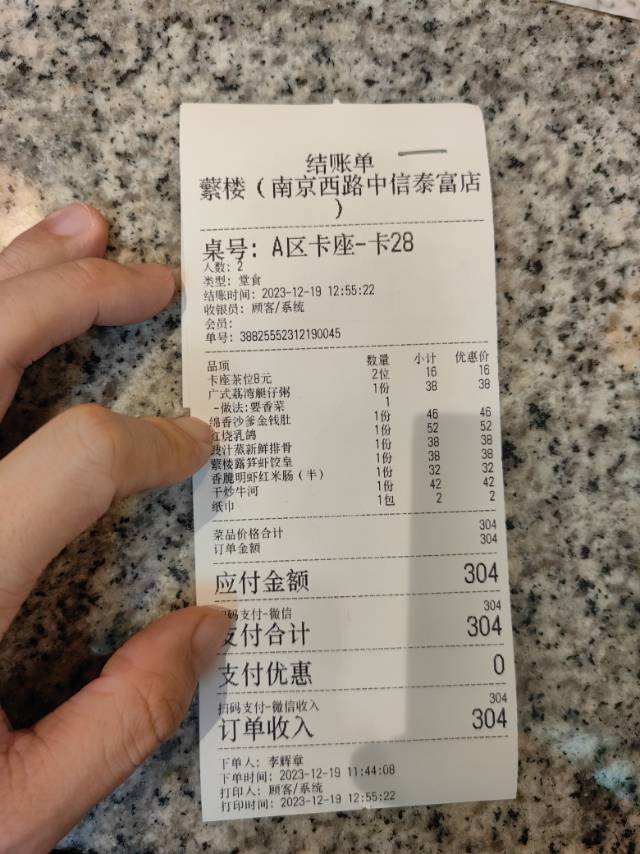 结账单
蘩楼（南京西路中信泰富店
）
桌号: A区卡座-卡28
人数: 2
类型: 堂食
结账时间: 2023-12-19 12:55:22
收银员: 顾客/系统
会员:
单号: 38825552312190045
品项 数量 小计 优惠价
卡座茶位8元 2位 16 16
广式荔湾艇仔粥 1份 38 38
-做法:要香菜 1
绵香沙爹金钱肚 1份 46 46
红烧乳鸽 1份 52 52
豉汁蒸新鲜排骨 1份 38 38
蘩楼露笋虾饺皇 1份 38 38
香脆明虾红米肠（半） 1份 32 32
干炒牛河 1份 42 42
纸巾 1包 2 2
菜品价格合计 304
订单金额 304
应付金额 304
扫码支付-微信 304
支付合计 304
支付优惠 0
扫码支付-微信收入 304
订单收入 304
下单人: 李辉章
下单时间: 2023-12-19 11:44:08
打印人: 顾客/系统
打印时间: 2023-12-19 12:55:22